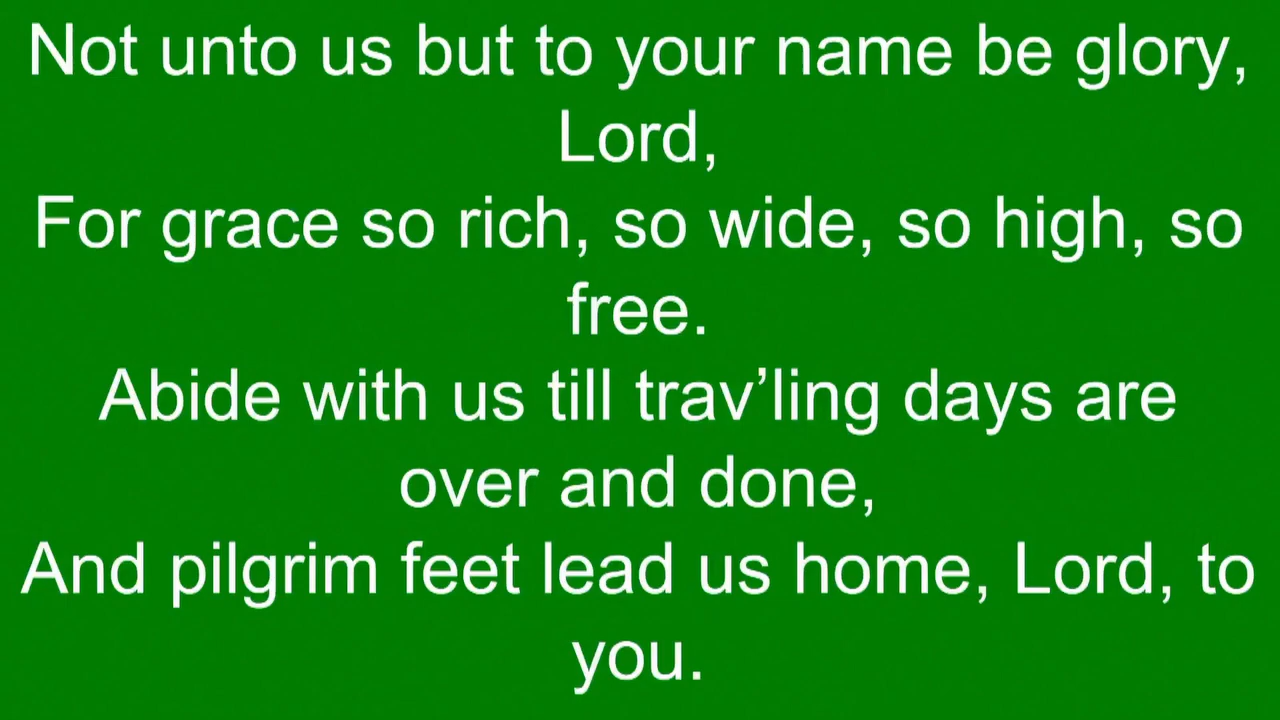 Not unto us but to your name be glory,
Lord,
For grace so rich, so wide, so high, so
free.
Abide with us till trav’ling days are
over and done,
And pilgrim feet lead us home, Lord, to
you.